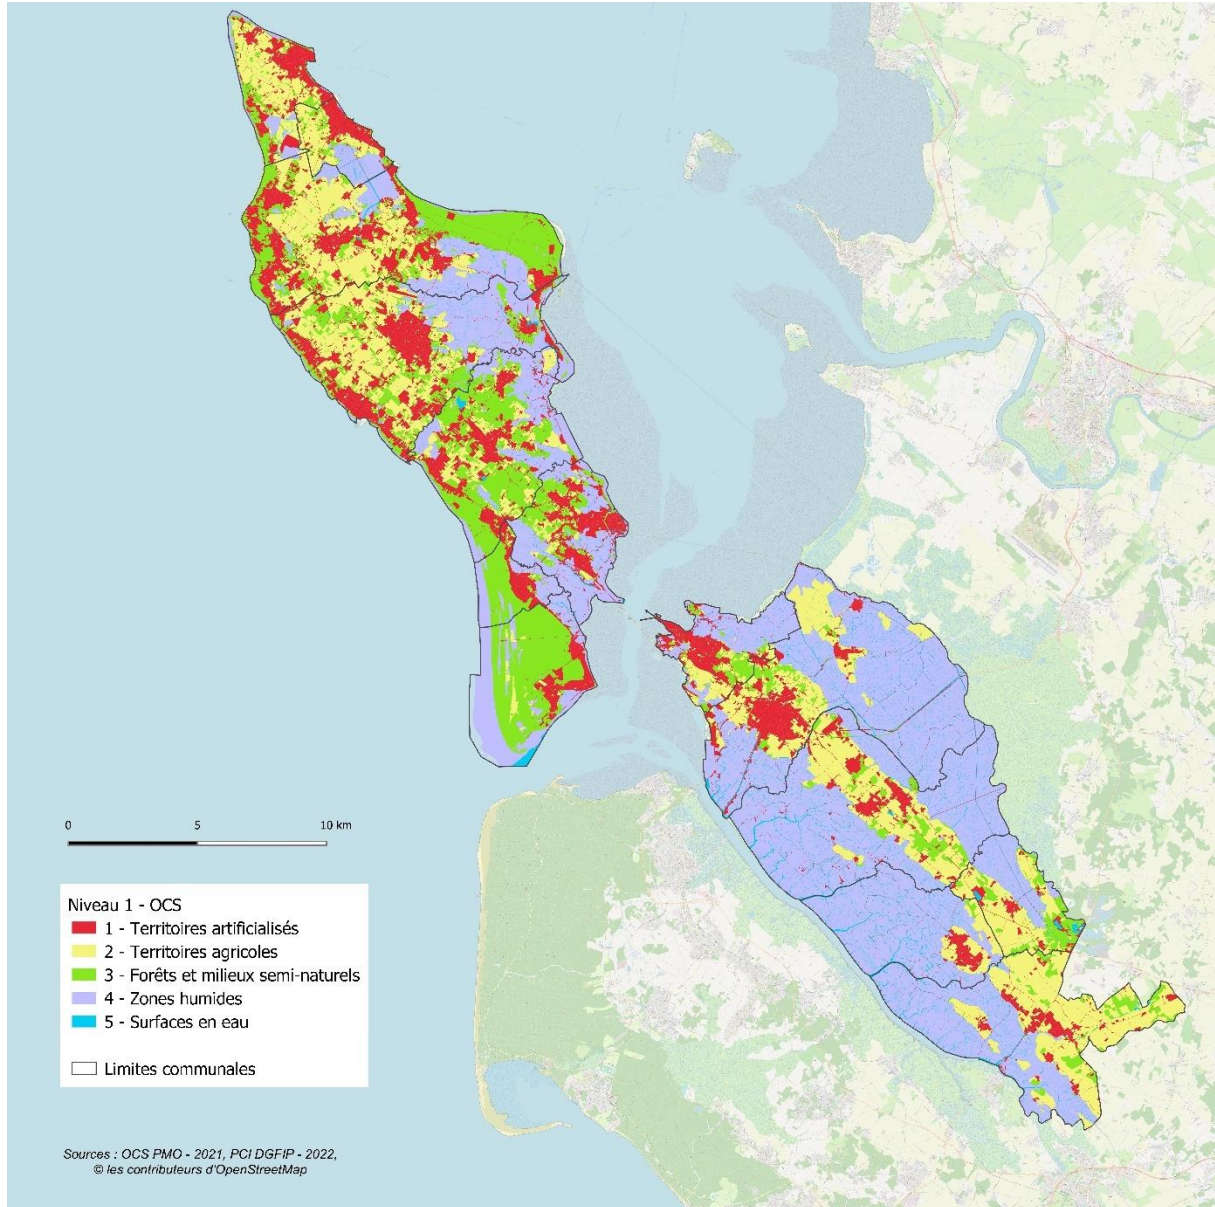 0 5 10 km
Niveau 1 - OCS
1 - Territoires artificialisés
2 - Territoires agricoles
3 - Forêts et milieux semi-naturels
4 - Zones humides
5 - Surfaces en eau
Limites communales
Sources : OCS PMO - 2021, PCI DGFIP - 2022,
© les contributeurs d'OpenStreetMap